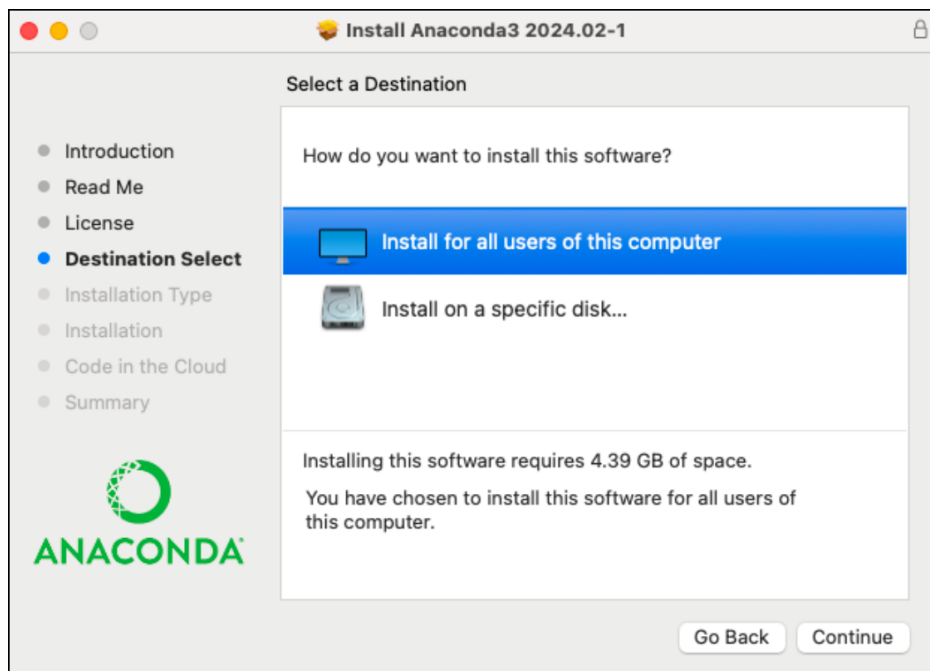 Install Anaconda3 2024.02-1
Select a Destination
Introduction
Read Me
License
Destination Select
Installation Type
Installation
Code in the Cloud
Summary
ANACONDA
How do you want to install this software?
Install for all users of this computer
Install on a specific disk...
Installing this software requires 4.39 GB of space.
You have chosen to install this software for all users of
this computer.
Go Back
Continue